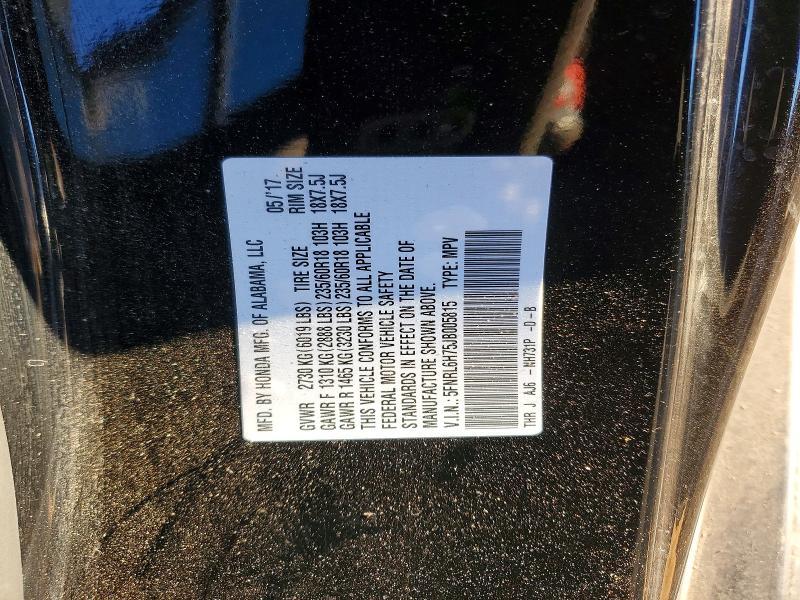 MFD. BY HONDA MFG. OF ALABAMA, LLC 05/'17
GVWR 2730 KG(6019 LBS) TIRE SIZE RIM SIZE
GAWR F 1310 KG(2888 LBS) 235/60R18 103H 18X7.5J
GAWR R 1465 KG(3230 LBS) 235/60R18 103H 18X7.5J
THIS VEHICLE CONFORMS TO ALL APPLICABLE
FEDERAL MOTOR VEHICLE SAFETY
STANDARDS IN EFFECT ON THE DATE OF
MANUFACTURE SHOWN ABOVE.
V.I.N.: 5FNRL6H75JB005815 TYPE: MPV
THR J AJ6 -NH731P -D-B